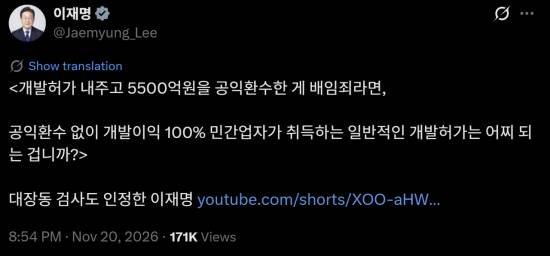 이재명
@Jaemyung_Lee
Show translation
<개발허가 내주고 5500억원을 공익환수한 게 배임죄라면,
공익환수 없이 개발이익 100% 민간업자가 취득하는 일반적인 개발허가는 어찌 되
는 겁니까?>
대장동 검사도 인정한 이재명 youtube.com/shorts/XOO-aHW...
8:54 PM · Nov 20, 2026 · 171K Views